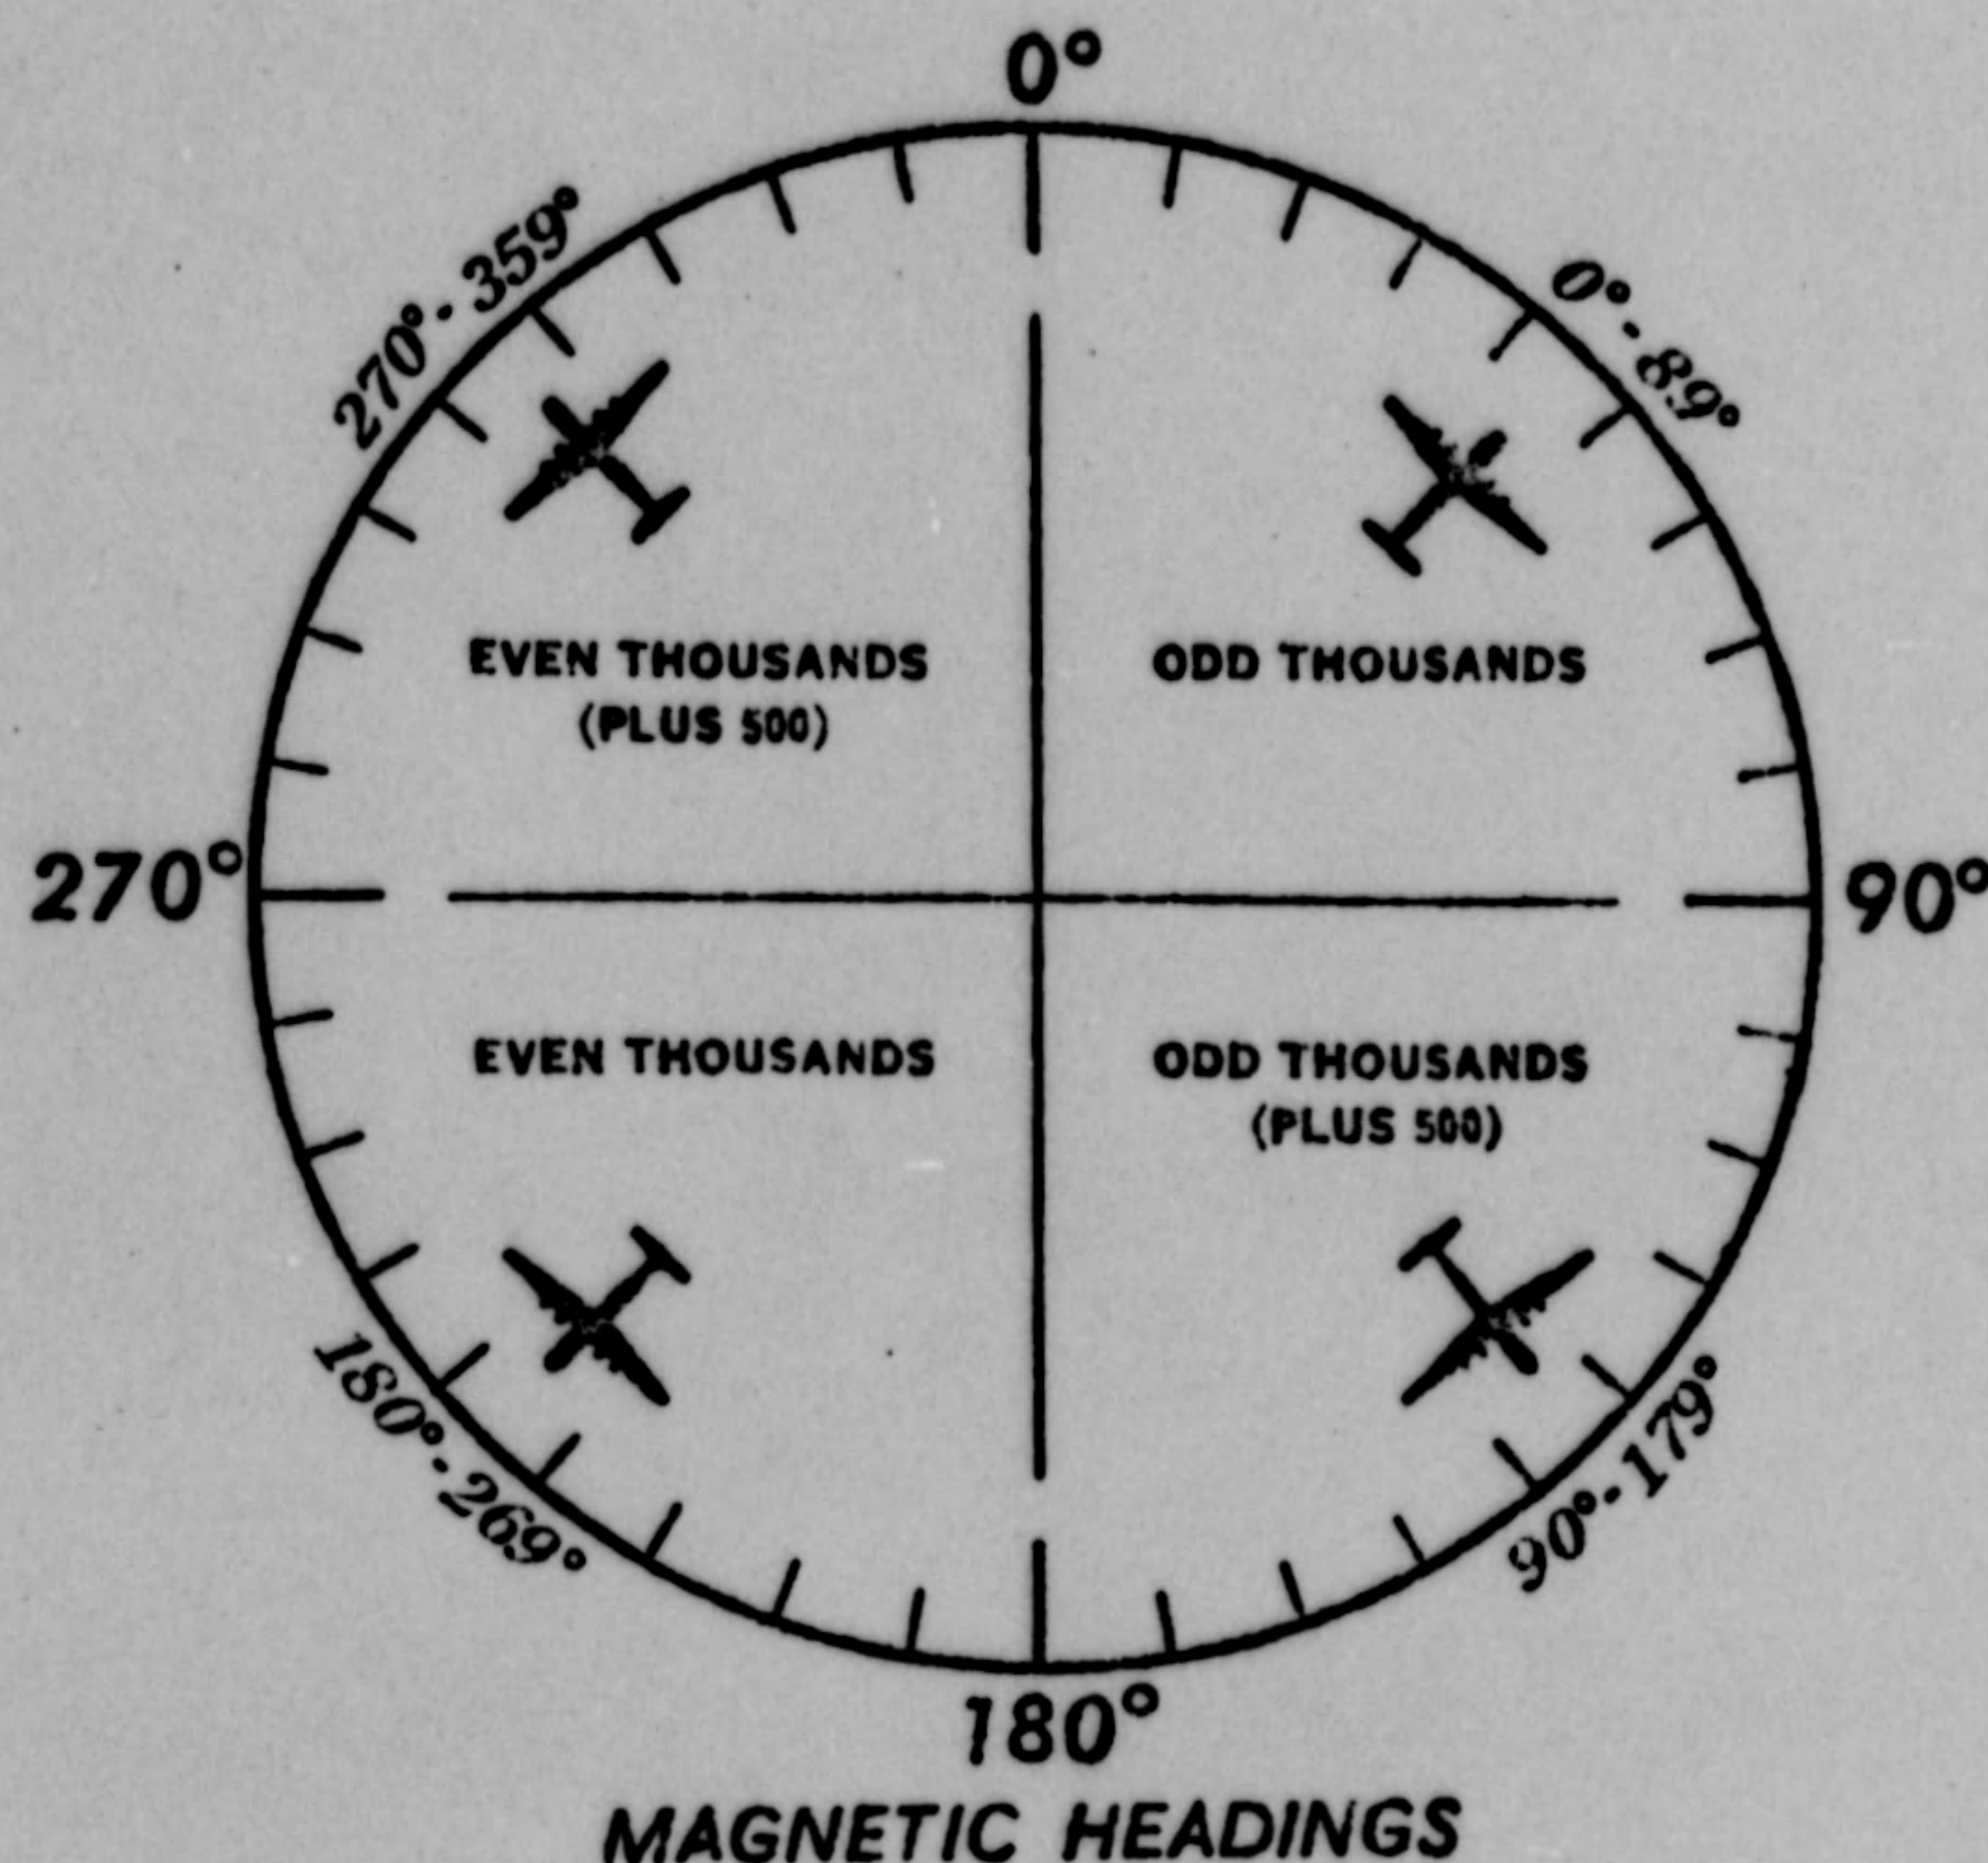 0°
270°-359°
0°-89°
EVEN THOUSANDS
(PLUS 500)
ODD THOUSANDS
270°
90°
EVEN THOUSANDS
ODD THOUSANDS
(PLUS 500)
180°-269°
90°-179°
180°
MAGNETIC HEADINGS